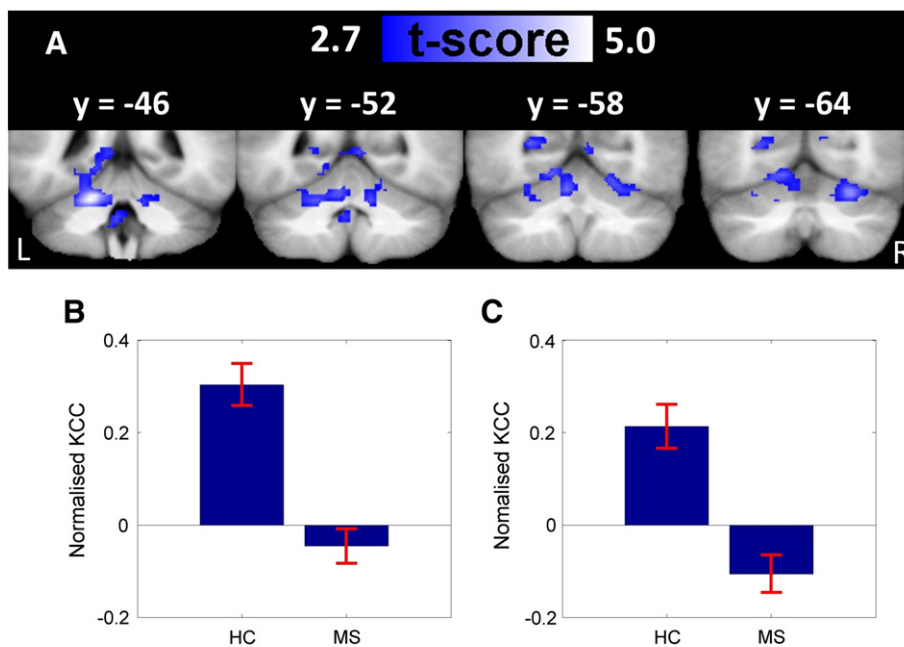 A
2.7 t-score 5.0
y = -46 y = -52 y = -58 y = -64
L R
B
0.4
0.2
0
-0.2
Normalised KCC
HC MS
C
0.4
0.2
0
-0.2
Nomalised KCC
HC MS